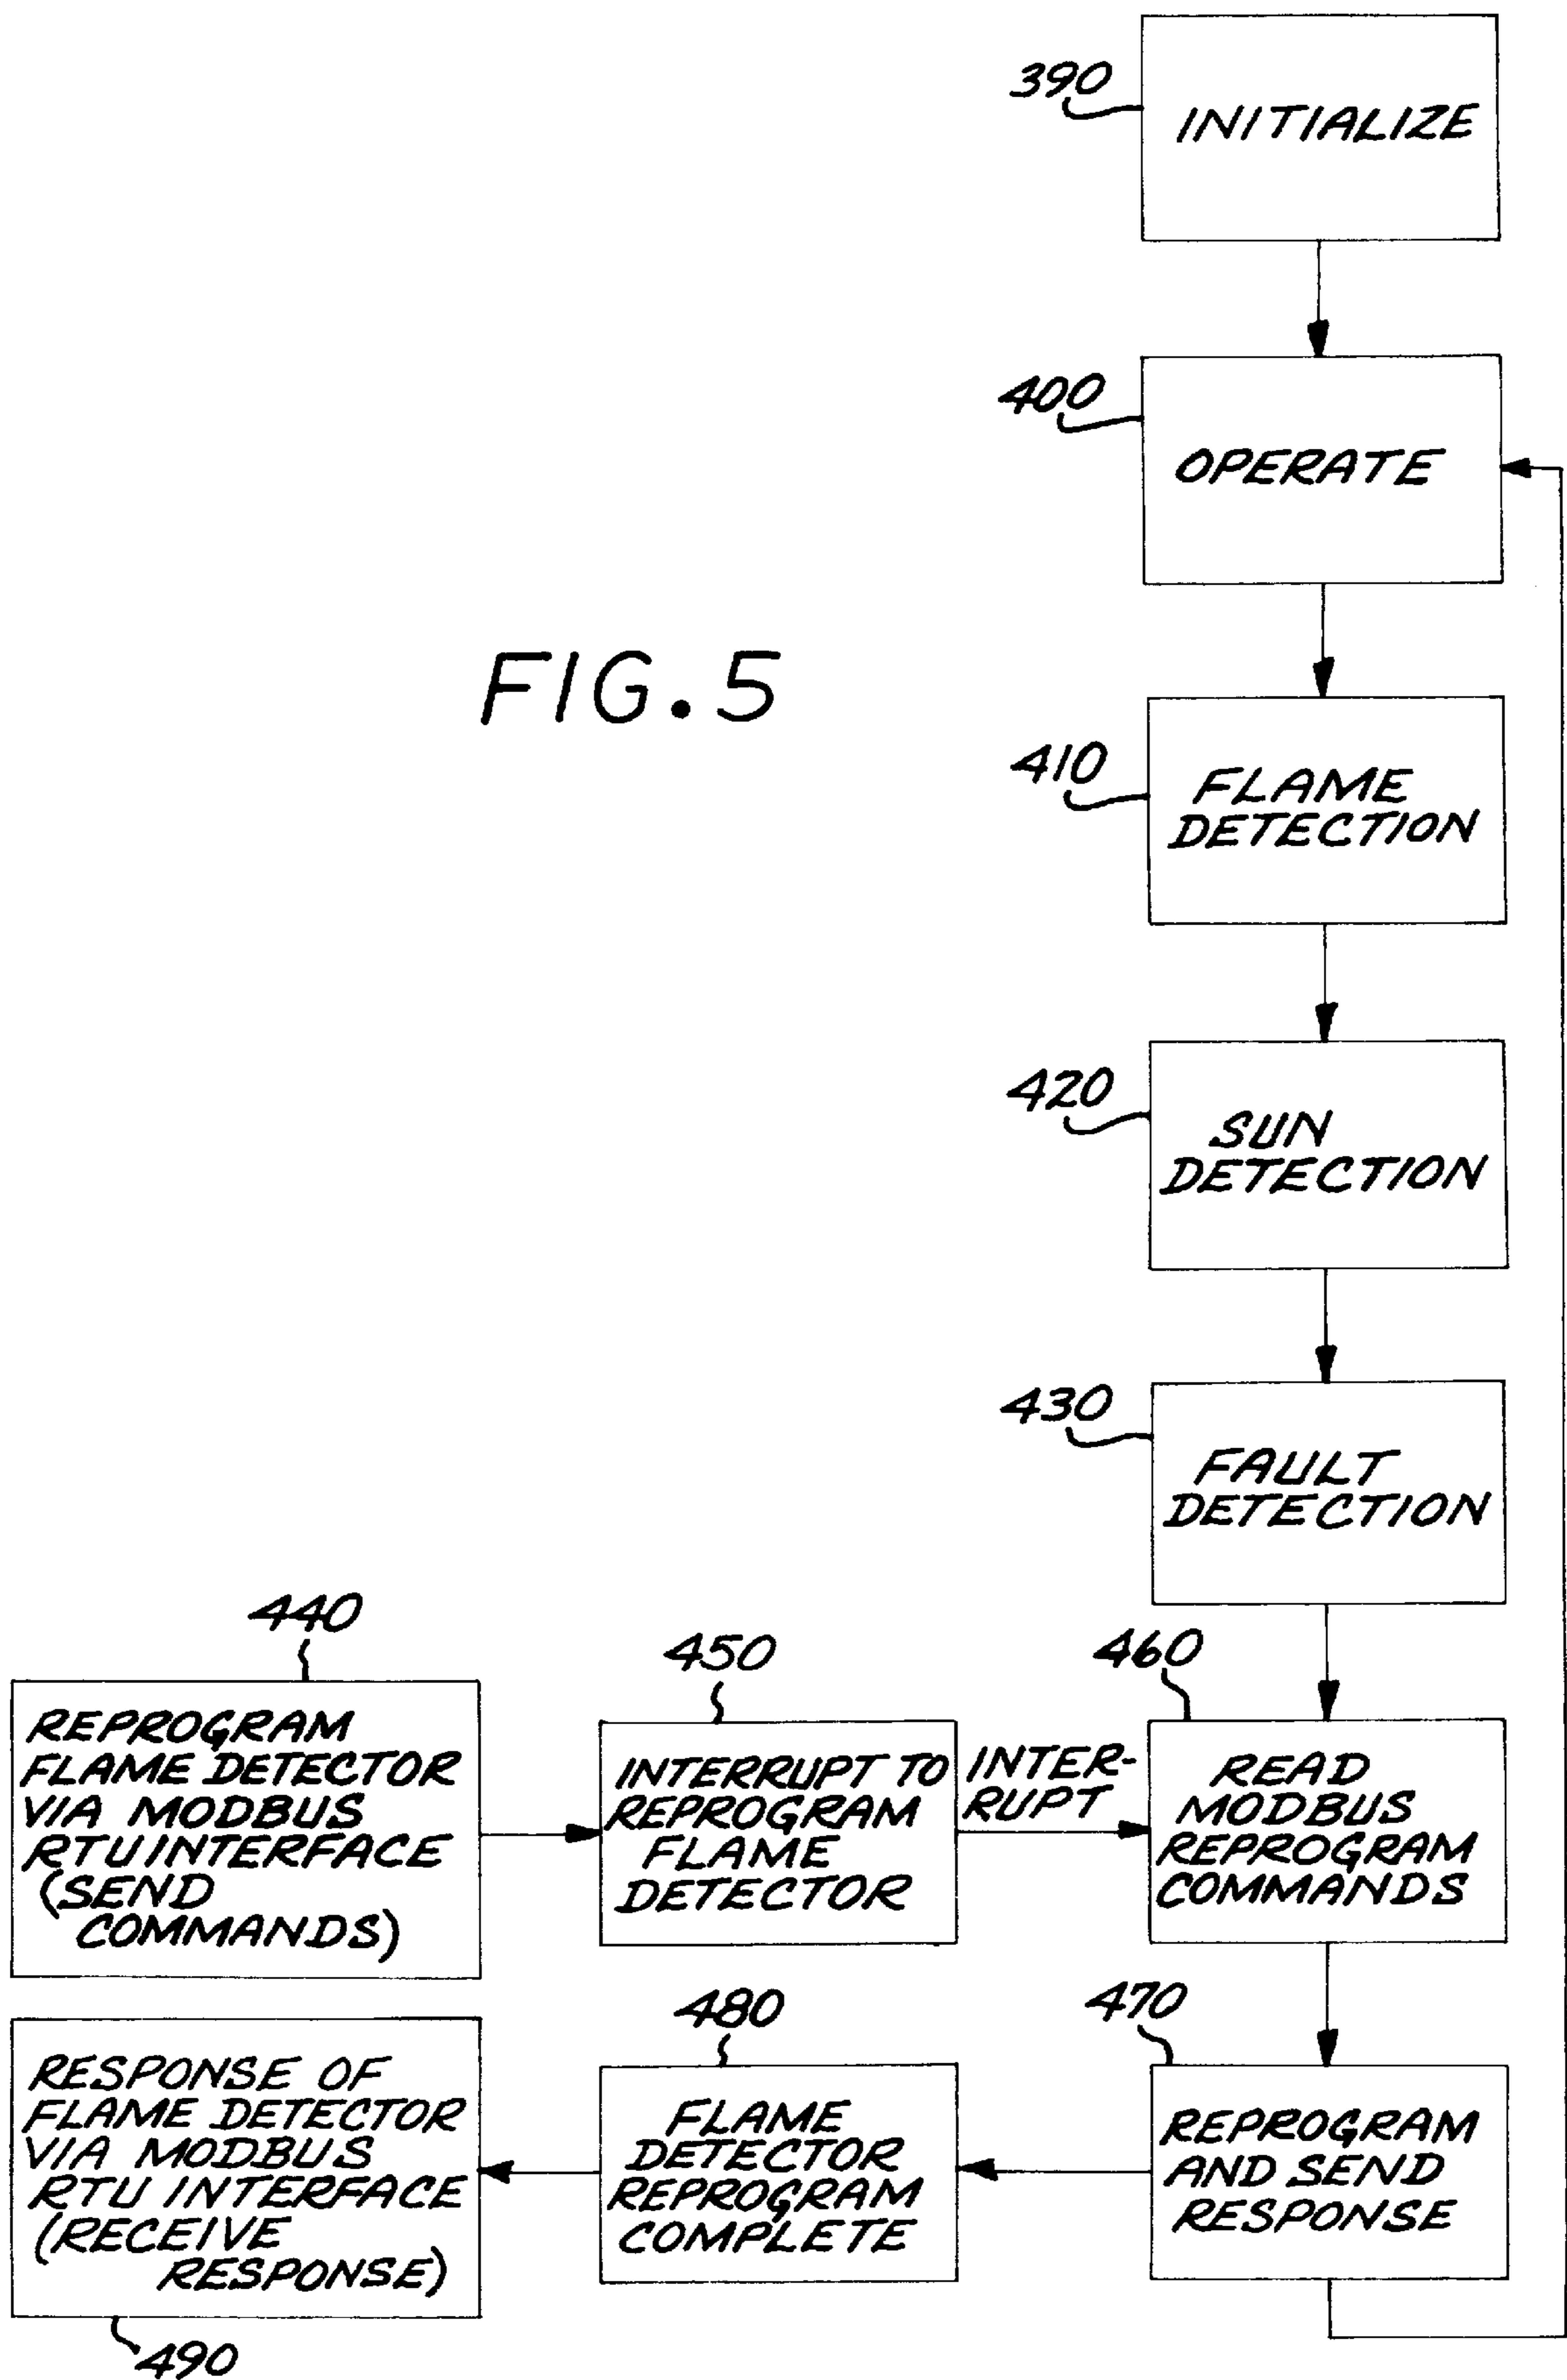 390
INITIALIZE
400
OPERATE
FIG. 5
410
FLAME
DETECTION
420
SUN
DETECTION
430
FAULT
DETECTION
440
REPROGRAM
FLAME DETECTOR
VIA MODBUS
RTU INTERFACE
(SEND
COMMANDS)
450
INTERRUPT TO
REPROGRAM
FLAME
DETECTOR
INTER-
RUPT
460
READ
MODBUS
REPROGRAM
COMMANDS
470
REPROGRAM
AND SEND
RESPONSE
480
FLAME
DETECTOR
REPROGRAM
COMPLETE
RESPONSE OF
FLAME DETECTOR
VIA MODBUS
RTU INTERFACE
(RECEIVE
RESPONSE)
490